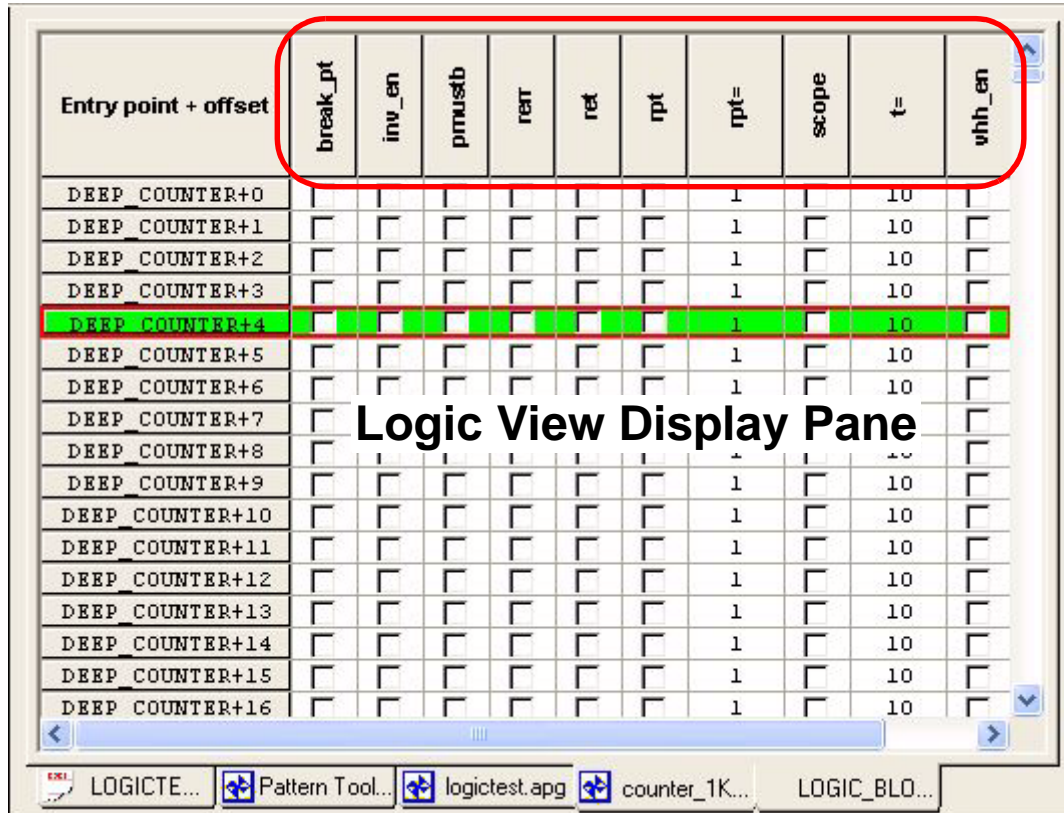 Entry point + offset break_pt inv_en pmustb rerr ret rpt rpt= scope t= vhh_en
DEEP_COUNTER+0 1 10
DEEP_COUNTER+1 1 10
DEEP_COUNTER+2 1 10
DEEP_COUNTER+3 1 10
DEEP_COUNTER+4 1 10
DEEP_COUNTER+5 1 10
DEEP_COUNTER+6 1 10
DEEP_COUNTER+7
Logic View Display Pane
DEEP_COUNTER+8
DEEP_COUNTER+9 1 10
DEEP_COUNTER+10 1 10
DEEP_COUNTER+11 1 10
DEEP_COUNTER+12 1 10
DEEP_COUNTER+13 1 10
DEEP_COUNTER+14 1 10
DEEP_COUNTER+15 1 10
DEEP_COUNTER+16 1 10
LOGICTE... Pattern Tool... logictest.apg counter_1K... LOGIC_BLO...